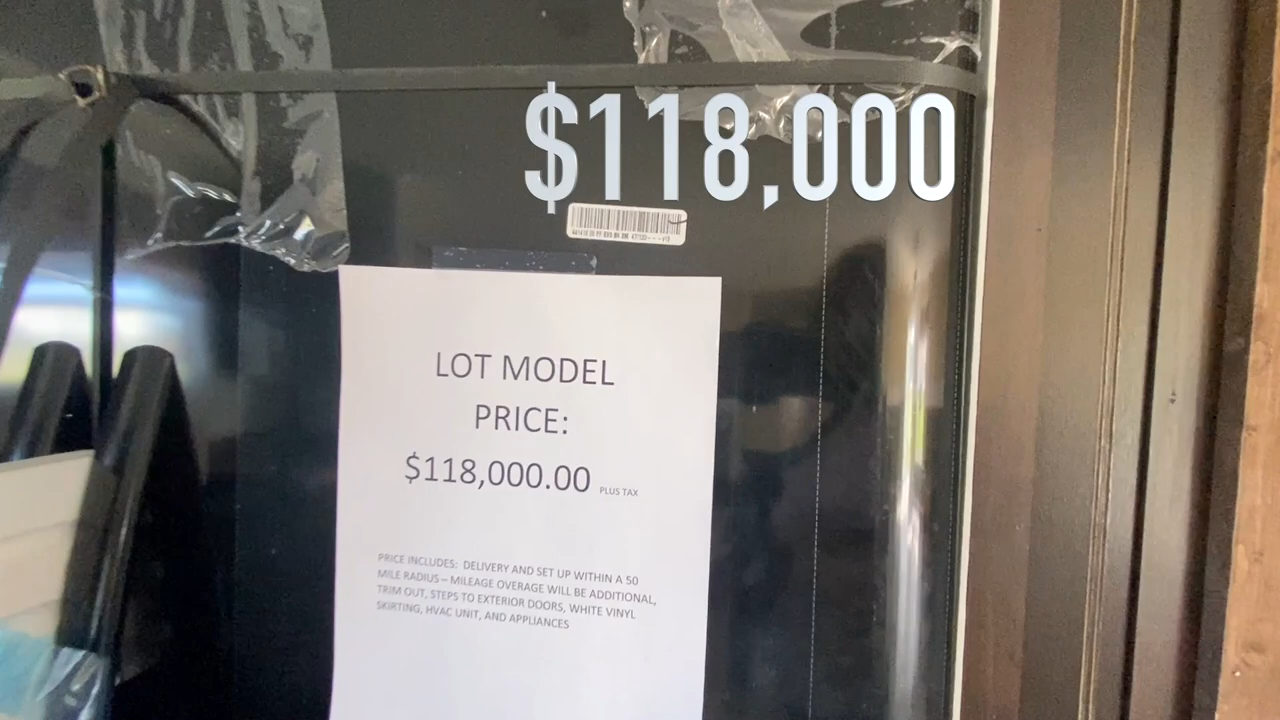 $118,000
LOT MODEL
PRICE:
$118,000.00 PLUS TAX
PRICE INCLUDES: DELIVERY AND SET UP WITHIN A 50
MILE RADIUS – MILEAGE OVERAGE WILL BE ADDITIONAL,
TRIM OUT, STEPS TO EXTERIOR DOORS, WHITE VINYL
SKIRTING, HVAC UNIT, AND APPLIANCES